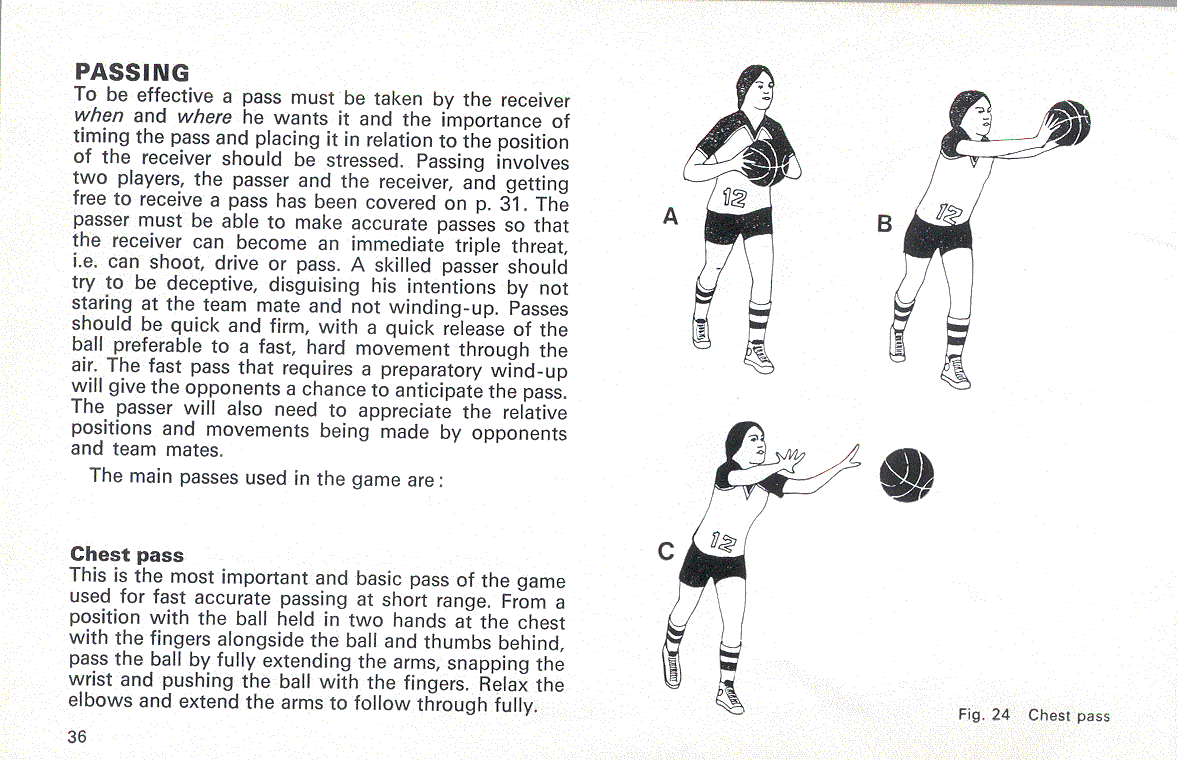 PASSING
To be effective a pass must be taken by the receiver
when and where he wants it and the importance of
timing the pass and placing it in relation to the position
of the receiver should be stressed. Passing involves
two players, the passer and the receiver, and getting
free to receive a pass has been covered on p. 31. The
passer must be able to make accurate passes so that
the receiver can become an immediate triple threat,
i.e. can shoot, drive or pass. A skilled passer should
try to be deceptive, disguising his intentions by not
staring at the team mate and not winding-up. Passes
should be quick and firm, with a quick release of the
ball preferable to a fast, hard movement through the
air. The fast pass that requires a preparatory wind-up
will give the opponents a chance to anticipate the pass.
The passer will also need to appreciate the relative
positions and movements being made by opponents
and team mates.
The main passes used in the game are:
Chest pass
This is the most important and basic pass of the game
used for fast accurate passing at short range. From a
position with the ball held in two hands at the chest
with the fingers alongside the ball and thumbs behind,
pass the ball by fully extending the arms, snapping the
wrist and pushing the ball with the fingers. Relax the
elbows and extend the arms to follow through fully.
36
12
A
12
B
12
C
Fig. 24 Chest pass